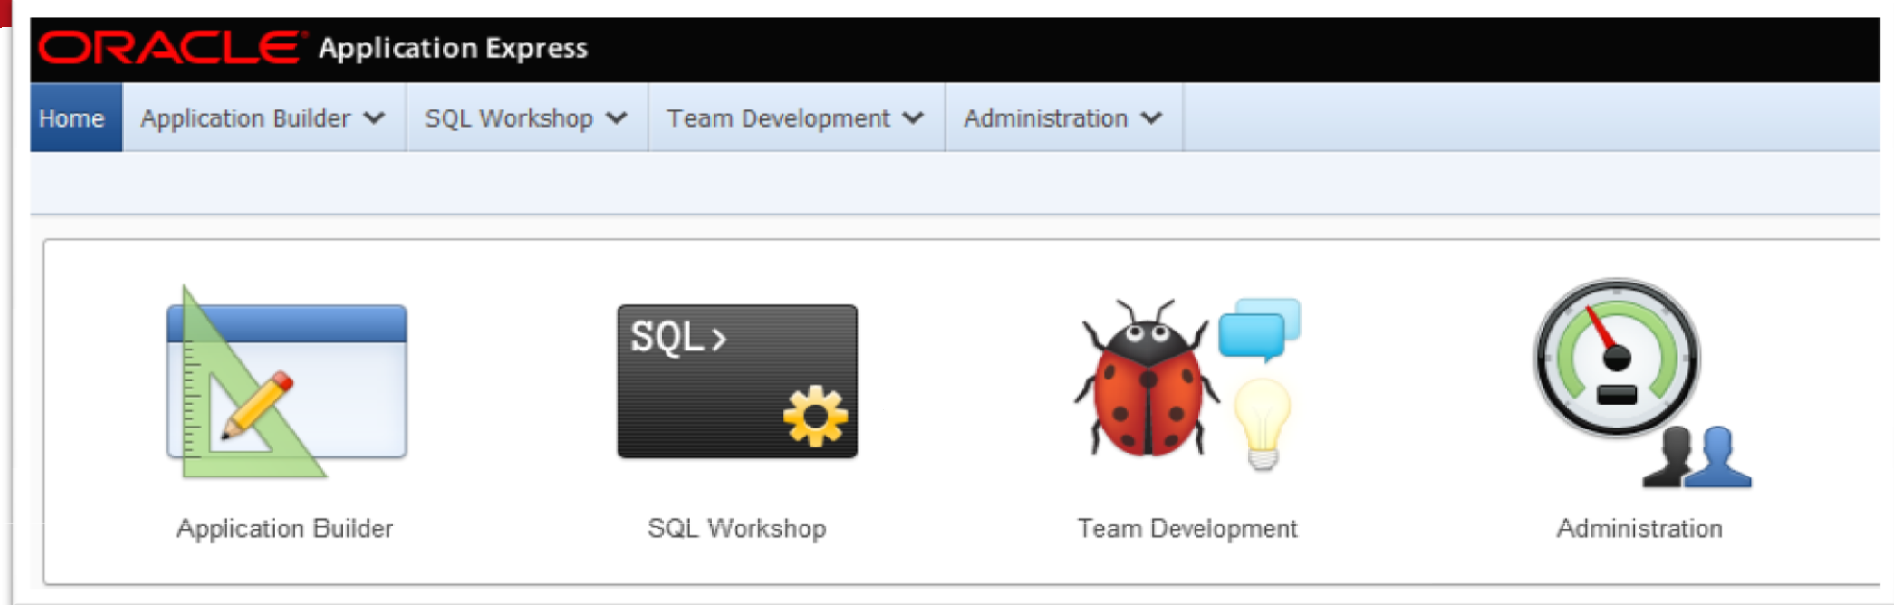 ORACLE® Application Express
Home Application Builder SQL Workshop Team Development Administration
SQL>
Application Builder SQL Workshop Team Development Administration